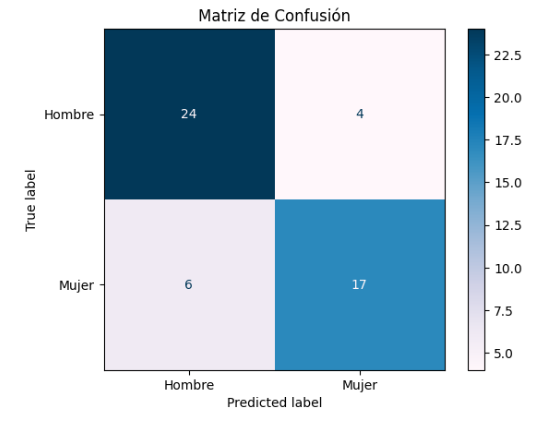 Matriz de Confusión
True label
Hombre
24
4
Mujer
6
17
Hombre
Mujer
Predicted label
22.5
20.0
17.5
15.0
12.5
10.0
7.5
5.0